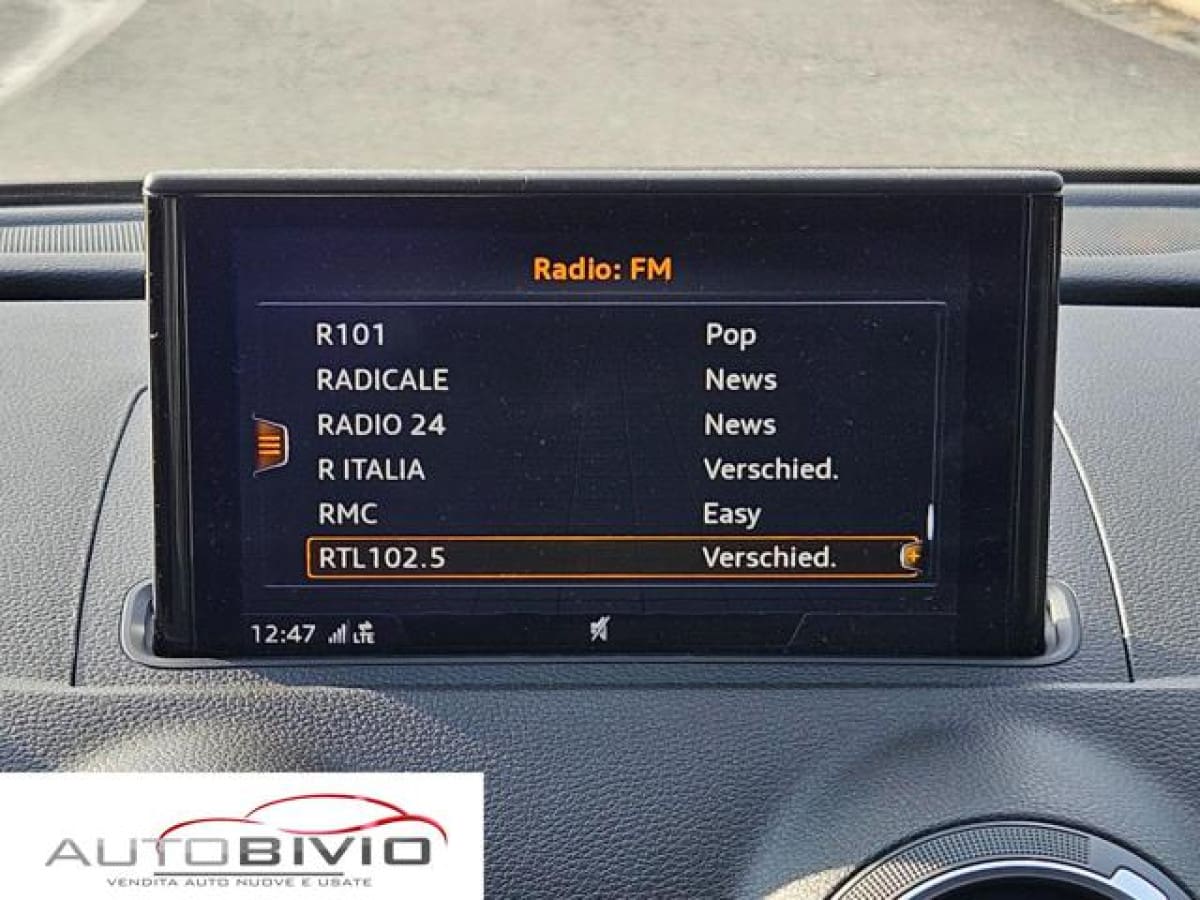 Radio: FM
R101 Pop
RADICALE News
RADIO 24 News
R ITALIA Verschied.
RMC Easy
RTL102.5 Verschied.
12:47 LTE
AUTOBIVIO
VENDITA AUTO NUOVE E USATE